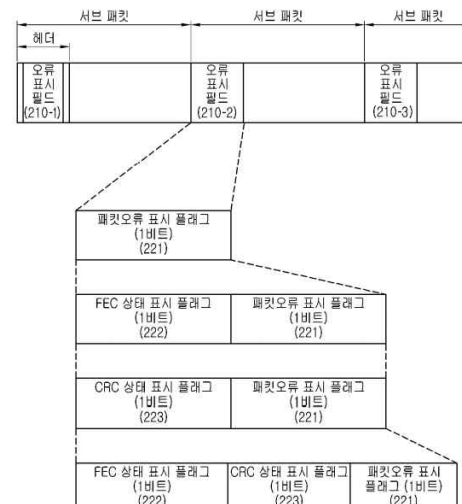 서브 패킷 서브 패킷 서브 패킷
헤더
오류 오류 오류
표시 표시 표시
필드 필드 필드
(210-1) (210-2) (210-3)
패킷오류 표시 플래그
(1비트)
(221)
FEC 상태 표시 플래그 패킷오류 표시 플래그
(1비트) (1비트)
(222) (221)
CRC 상태 표시 플래그 패킷오류 표시 플래그
(1비트) (1비트)
(223) (221)
FEC 상태 표시 플래그 CRC 상태 표시 플래그 패킷오류 표시
(1비트) (1비트) 플래그 (1비트)
(222) (223) (221)